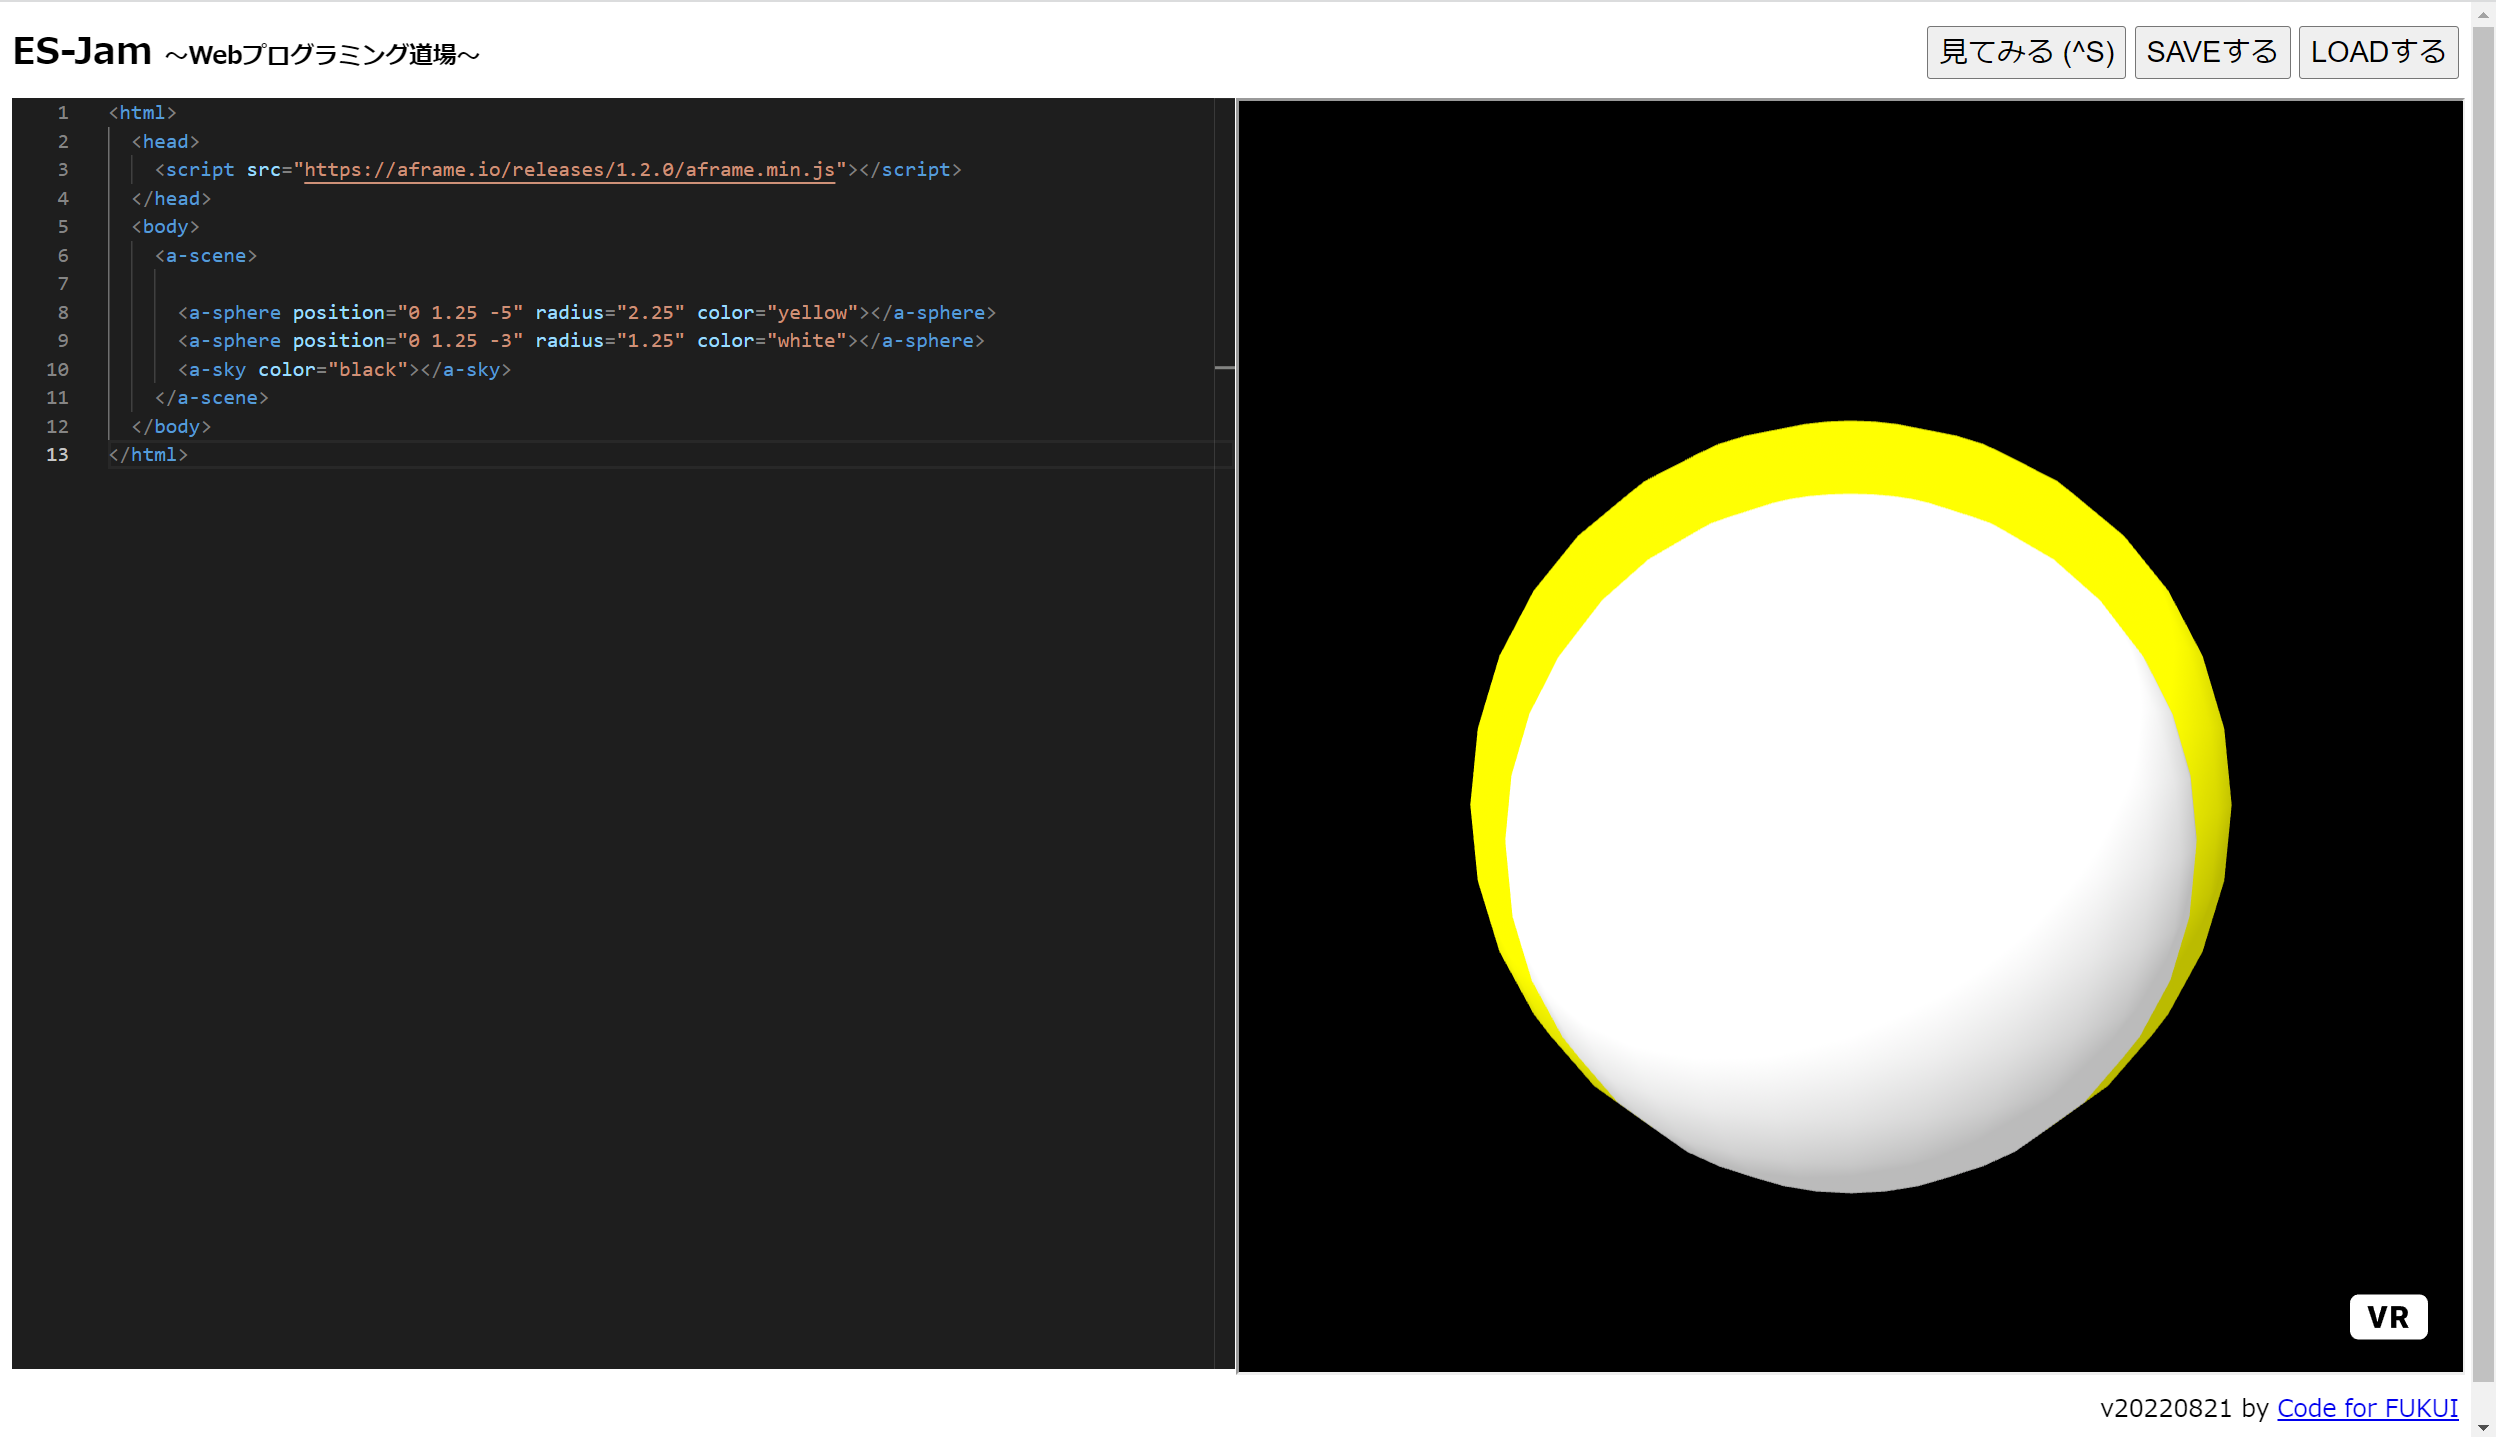 ES-Jam ～Webプログラミング道場～
見てみる (^S) SAVEする LOADする
1 <html>
2 <head>
3 <script src="https://aframe.io/releases/1.2.0/aframe.min.js"></script>
4 </head>
5 <body>
6 <a-scene>
7
8 <a-sphere position="0 1.25 -5" radius="2.25" color="yellow"></a-sphere>
9 <a-sphere position="0 1.25 -3" radius="1.25" color="white"></a-sphere>
10 <a-sky color="black"></a-sky>
11 </a-scene>
12 </body>
13 </html>
VR
v20220821 by Code for FUKUI